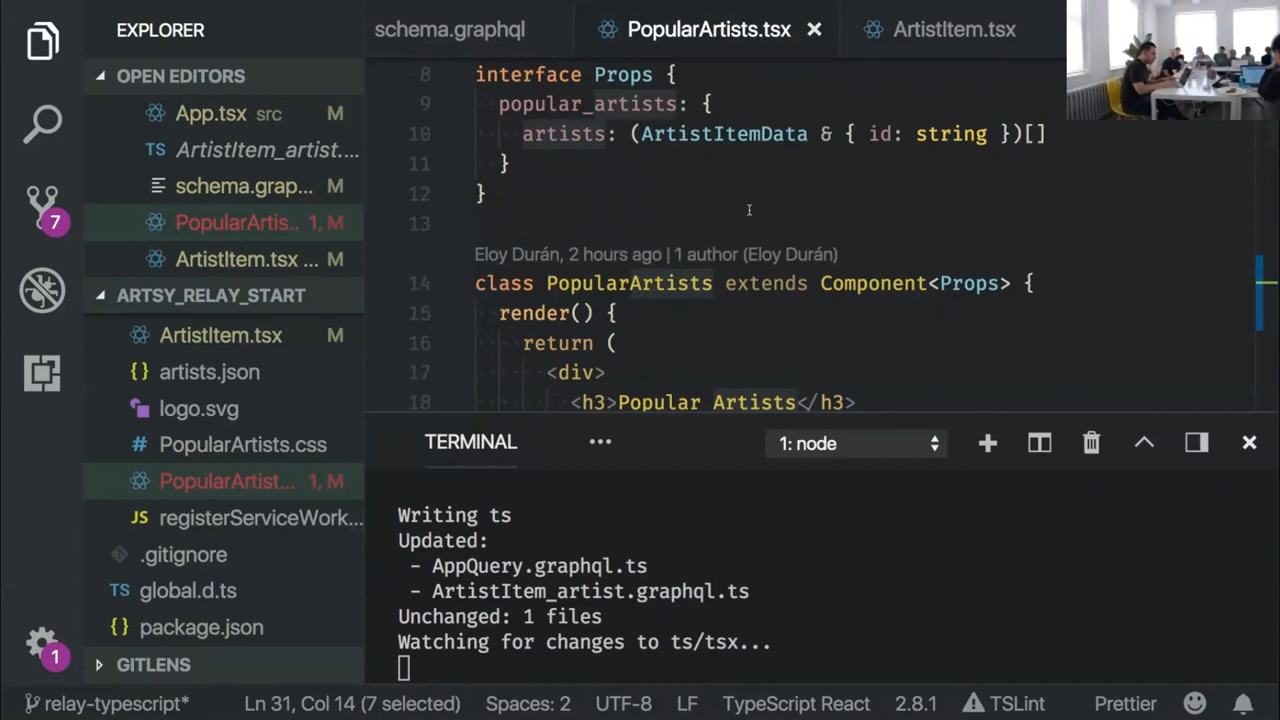 EXPLORER
OPEN EDITORS
App.tsx src M
TS ArtistItem_artist....
schema.grap... M
PopularArtis.. 1, M
ArtistItem.tsx ... M
ARTSY_RELAY_START
ArtistItem.tsx M
{} artists.json
logo.svg
# PopularArtists.css
PopularArtist... 1, M
JS registerServiceWork...
.gitignore
TS global.d.ts
{} package.json
GITLENS
7
1
schema.graphql
PopularArtists.tsx
ArtistItem.tsx
8 interface Props {
9 popular_artists: {
10 artists: (ArtistItemData & { id: string })[]
11 }
12 }
13
Eloy Durán, 2 hours ago | 1 author (Eloy Durán)
14 class PopularArtists extends Component<Props> {
15 render() {
16 return (
17 <div>
18 <h3>Popular Artists</h3>
TERMINAL ... 1: node
Writing ts
Updated:
- AppQuery.graphql.ts
- ArtistItem_artist.graphql.ts
Unchanged: 1 files
Watching for changes to ts/tsx...
relay-typescript* Ln 31, Col 14 (7 selected) Spaces: 2 UTF-8 LF TypeScript React 2.8.1 TSLint Prettier